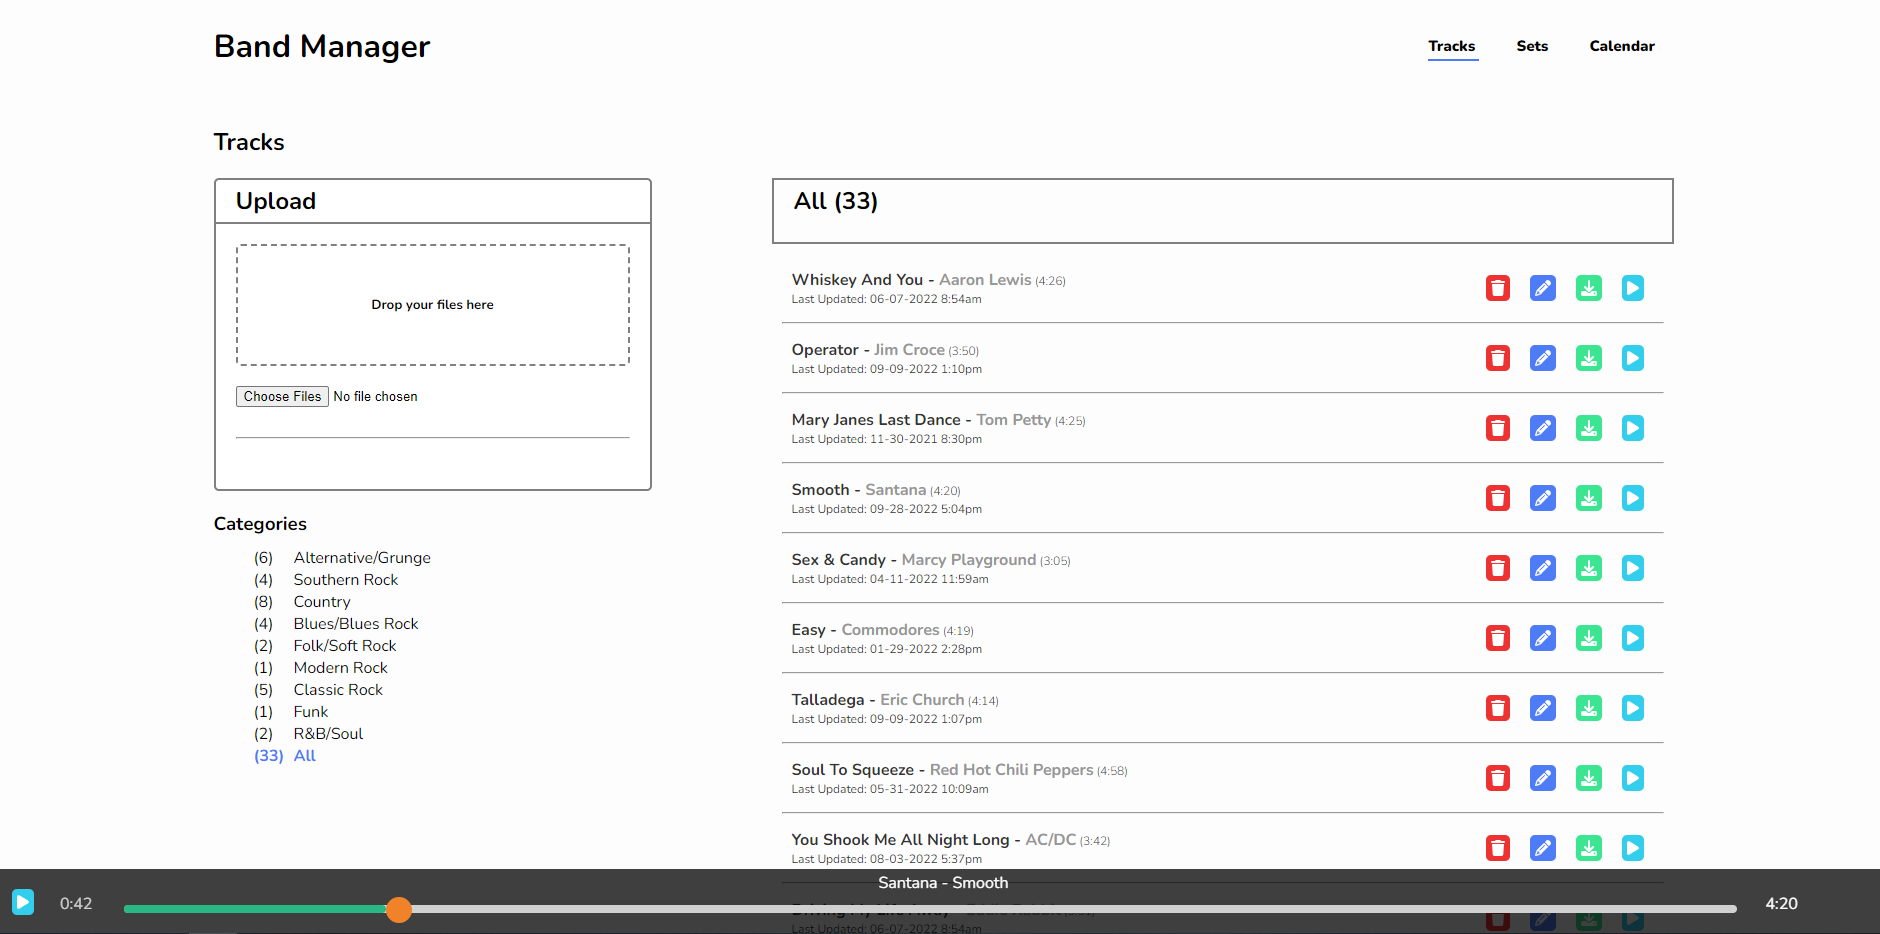 Band Manager
Tracks Sets Calendar
Tracks
Upload
Drop your files here
Choose Files No file chosen
Categories
(6) Alternative/Grunge
(4) Southern Rock
(8) Country
(4) Blues/Blues Rock
(2) Folk/Soft Rock
(1) Modern Rock
(5) Classic Rock
(1) Funk
(2) R&B/Soul
(33) All
All (33)
Whiskey And You - Aaron Lewis (4:26)
Last Updated: 06-07-2022 8:54am
Operator - Jim Croce (3:50)
Last Updated: 09-09-2022 1:10pm
Mary Janes Last Dance - Tom Petty (4:25)
Last Updated: 11-30-2021 8:30pm
Smooth - Santana (4:20)
Last Updated: 09-28-2022 5:04pm
Sex & Candy - Marcy Playground (3:05)
Last Updated: 04-11-2022 11:59am
Easy - Commodores (4:19)
Last Updated: 01-29-2022 2:28pm
Talladega - Eric Church (4:14)
Last Updated: 09-09-2022 1:07pm
Soul To Squeeze - Red Hot Chili Peppers (4:58)
Last Updated: 05-31-2022 10:09am
You Shook Me All Night Long - AC/DC (3:42)
Last Updated: 08-03-2022 5:37pm
Santana - Smooth
0:42 4:20
Driving My Life Away - Eddie Rabbitt
Last Updated: 06-07-2022 8:54am